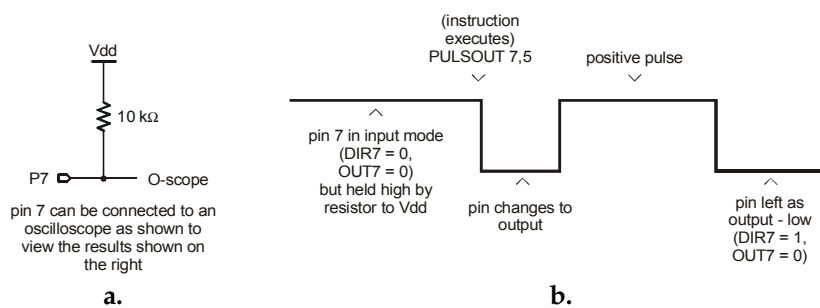 Vdd
10 kΩ
P7
O-scope
pin 7 can be connected to an
oscilloscope as shown to
view the results shown on
the right
a.
(instruction
executes)
PULSOUT 7,5
positive pulse
pin 7 in input mode
(DIR7 = 0,
OUT7 = 0)
but held high by
resistor to Vdd
pin changes to
output
pin left as
output - low
(DIR7 = 1,
OUT7 = 0)
b.